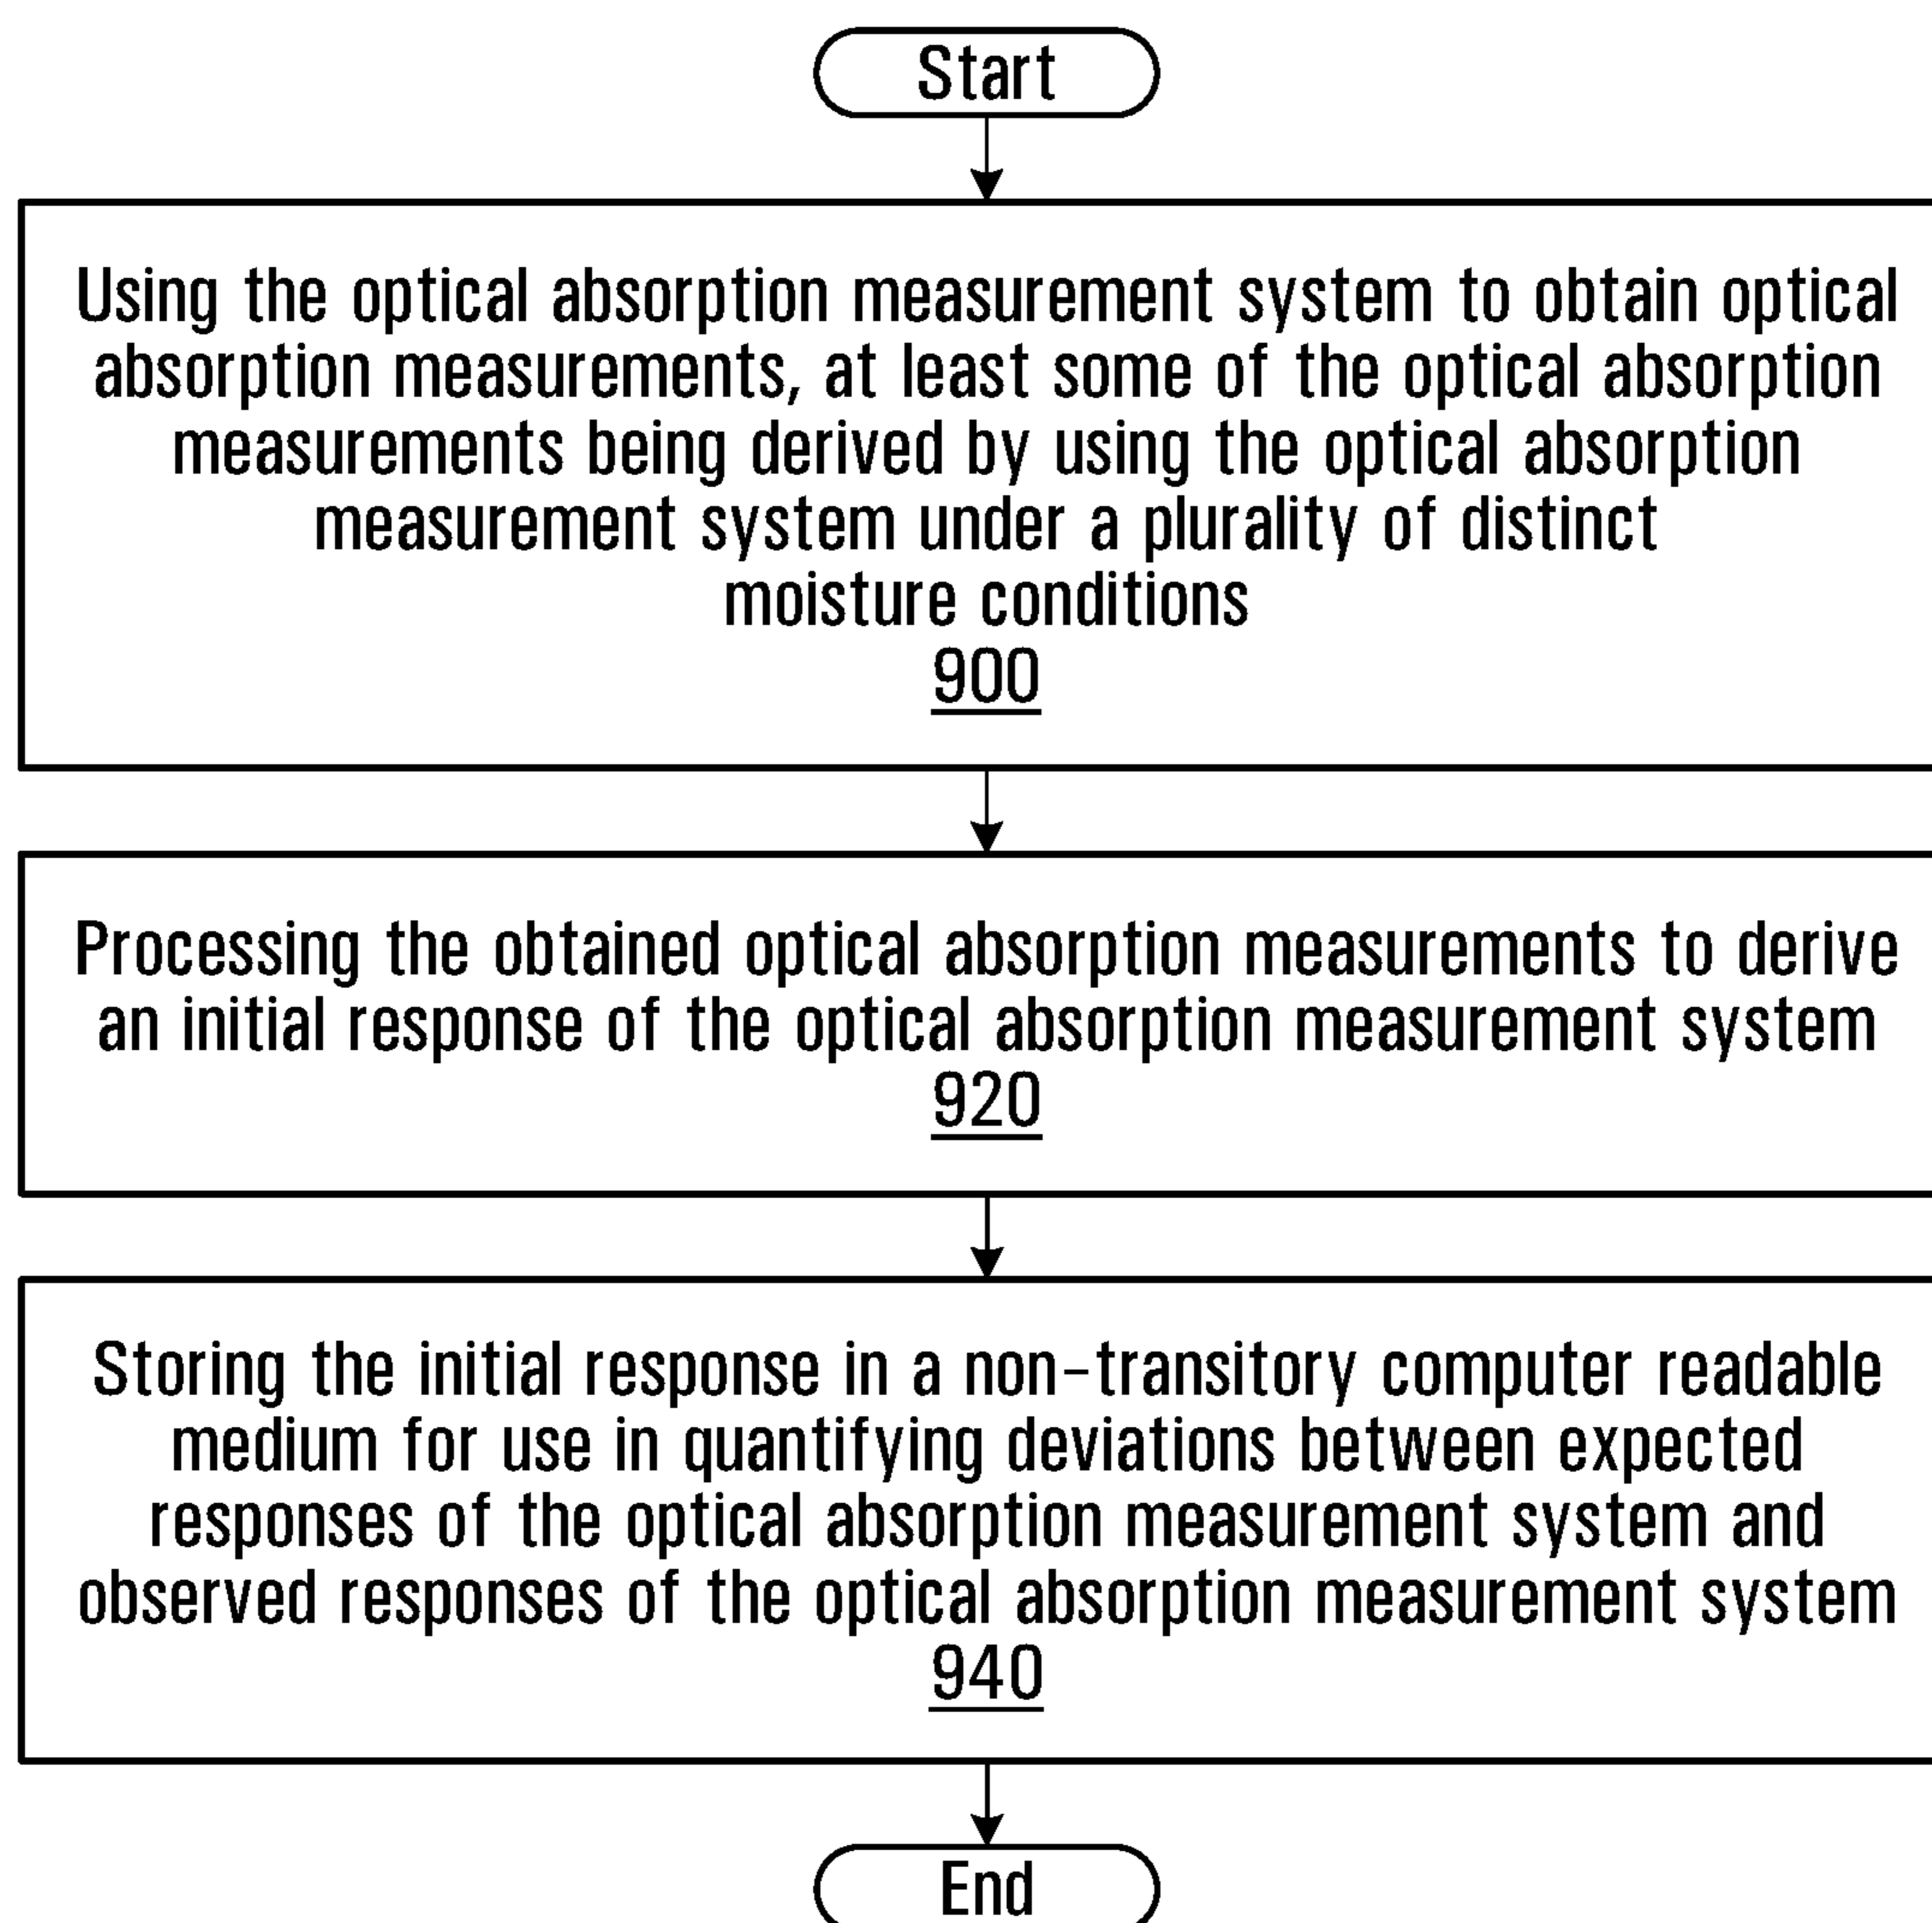 Start
Using the optical absorption measurement system to obtain optical
absorption measurements, at least some of the optical absorption
measurements being derived by using the optical absorption
measurement system under a plurality of distinct
moisture conditions
900
Processing the obtained optical absorption measurements to derive
an initial response of the optical absorption measurement system
920
Storing the initial response in a non-transitory computer readable
medium for use in quantifying deviations between expected
responses of the optical absorption measurement system and
observed responses of the optical absorption measurement system
940
End